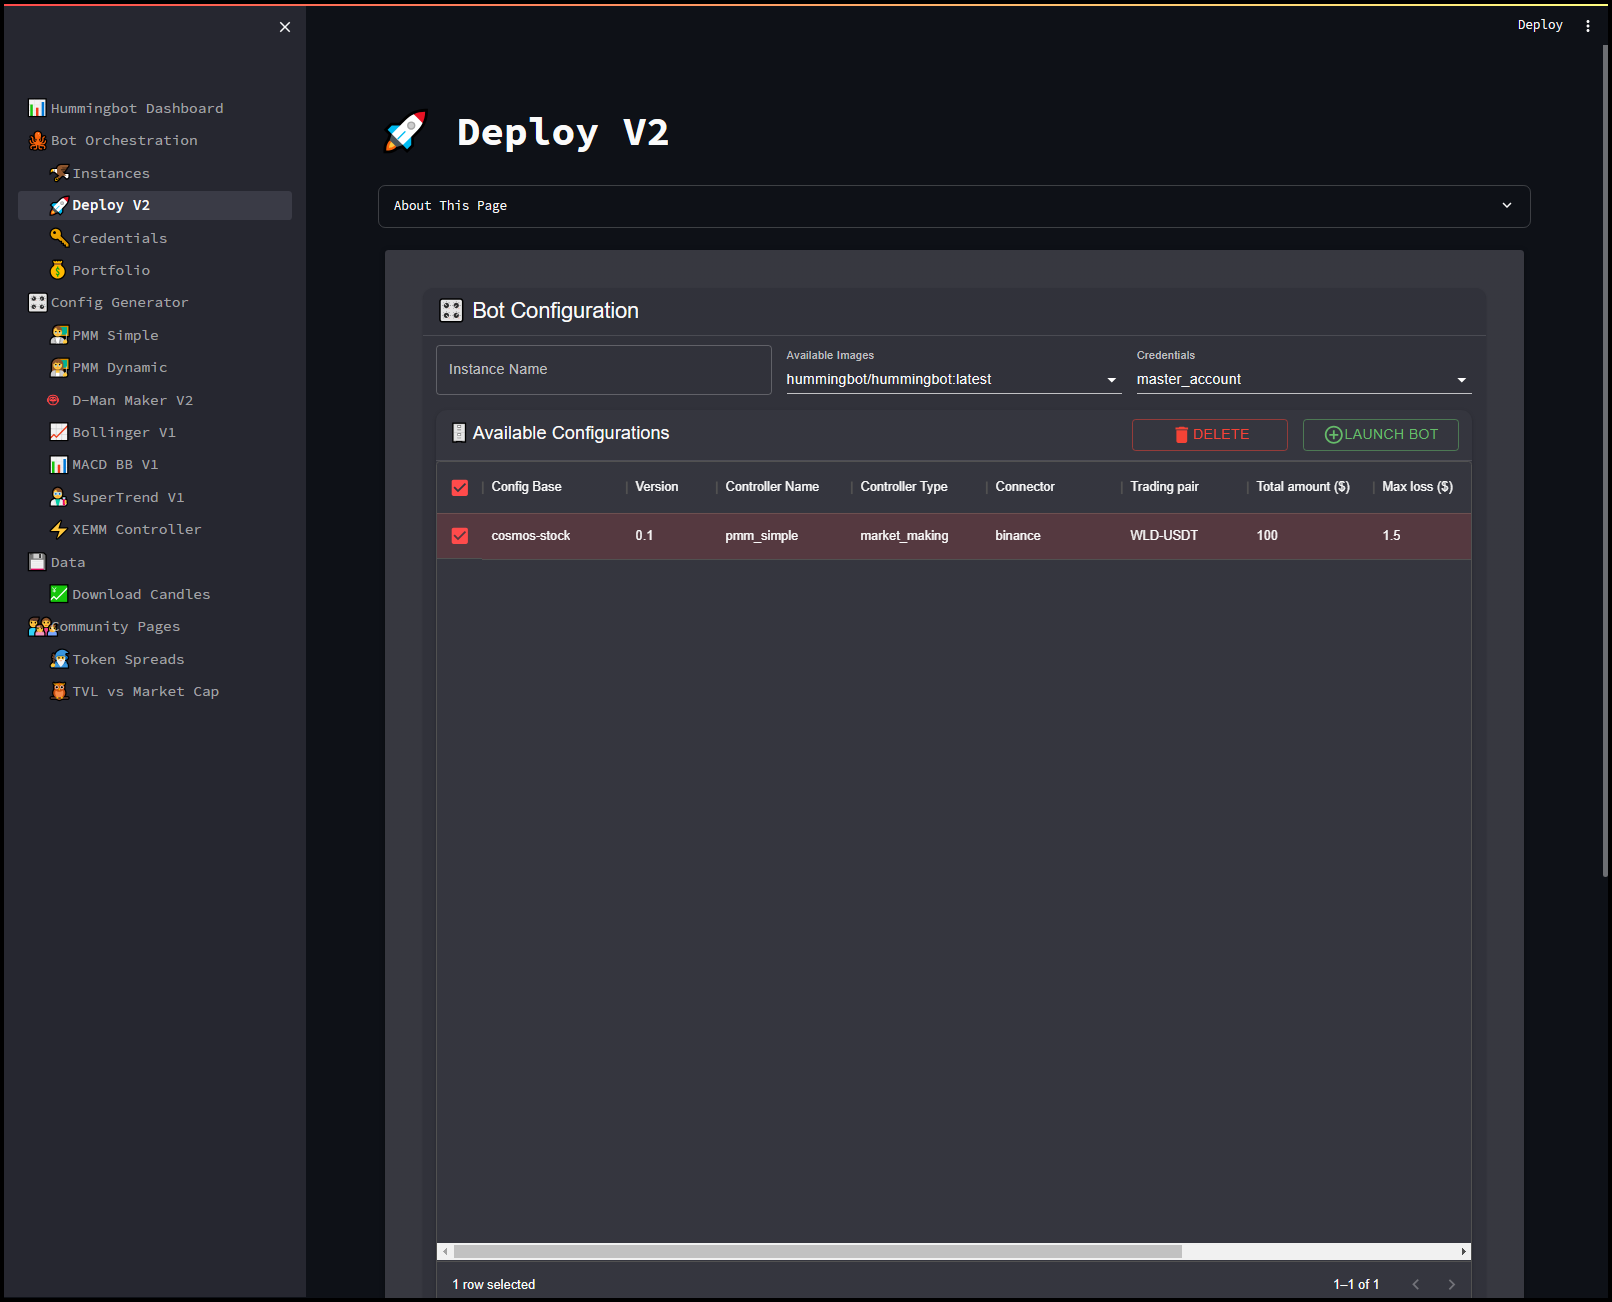 Deploy
Hummingbot Dashboard
Bot Orchestration
Instances
Deploy V2
Credentials
Portfolio
Config Generator
PMM Simple
PMM Dynamic
D-Man Maker V2
Bollinger V1
MACD BB V1
SuperTrend V1
XEMM Controller
Data
Download Candles
Community Pages
Token Spreads
TVL vs Market Cap
Deploy V2
About This Page
Bot Configuration
Instance Name
Available Images
hummingbot/hummingbot:latest
Credentials
master_account
Available Configurations
DELETE
LAUNCH BOT
Config Base Version Controller Name Controller Type Connector Trading pair Total amount ($) Max loss ($)
cosmos-stock 0.1 pmm_simple market_making binance WLD-USDT 100 1.5
1 row selected
1–1 of 1